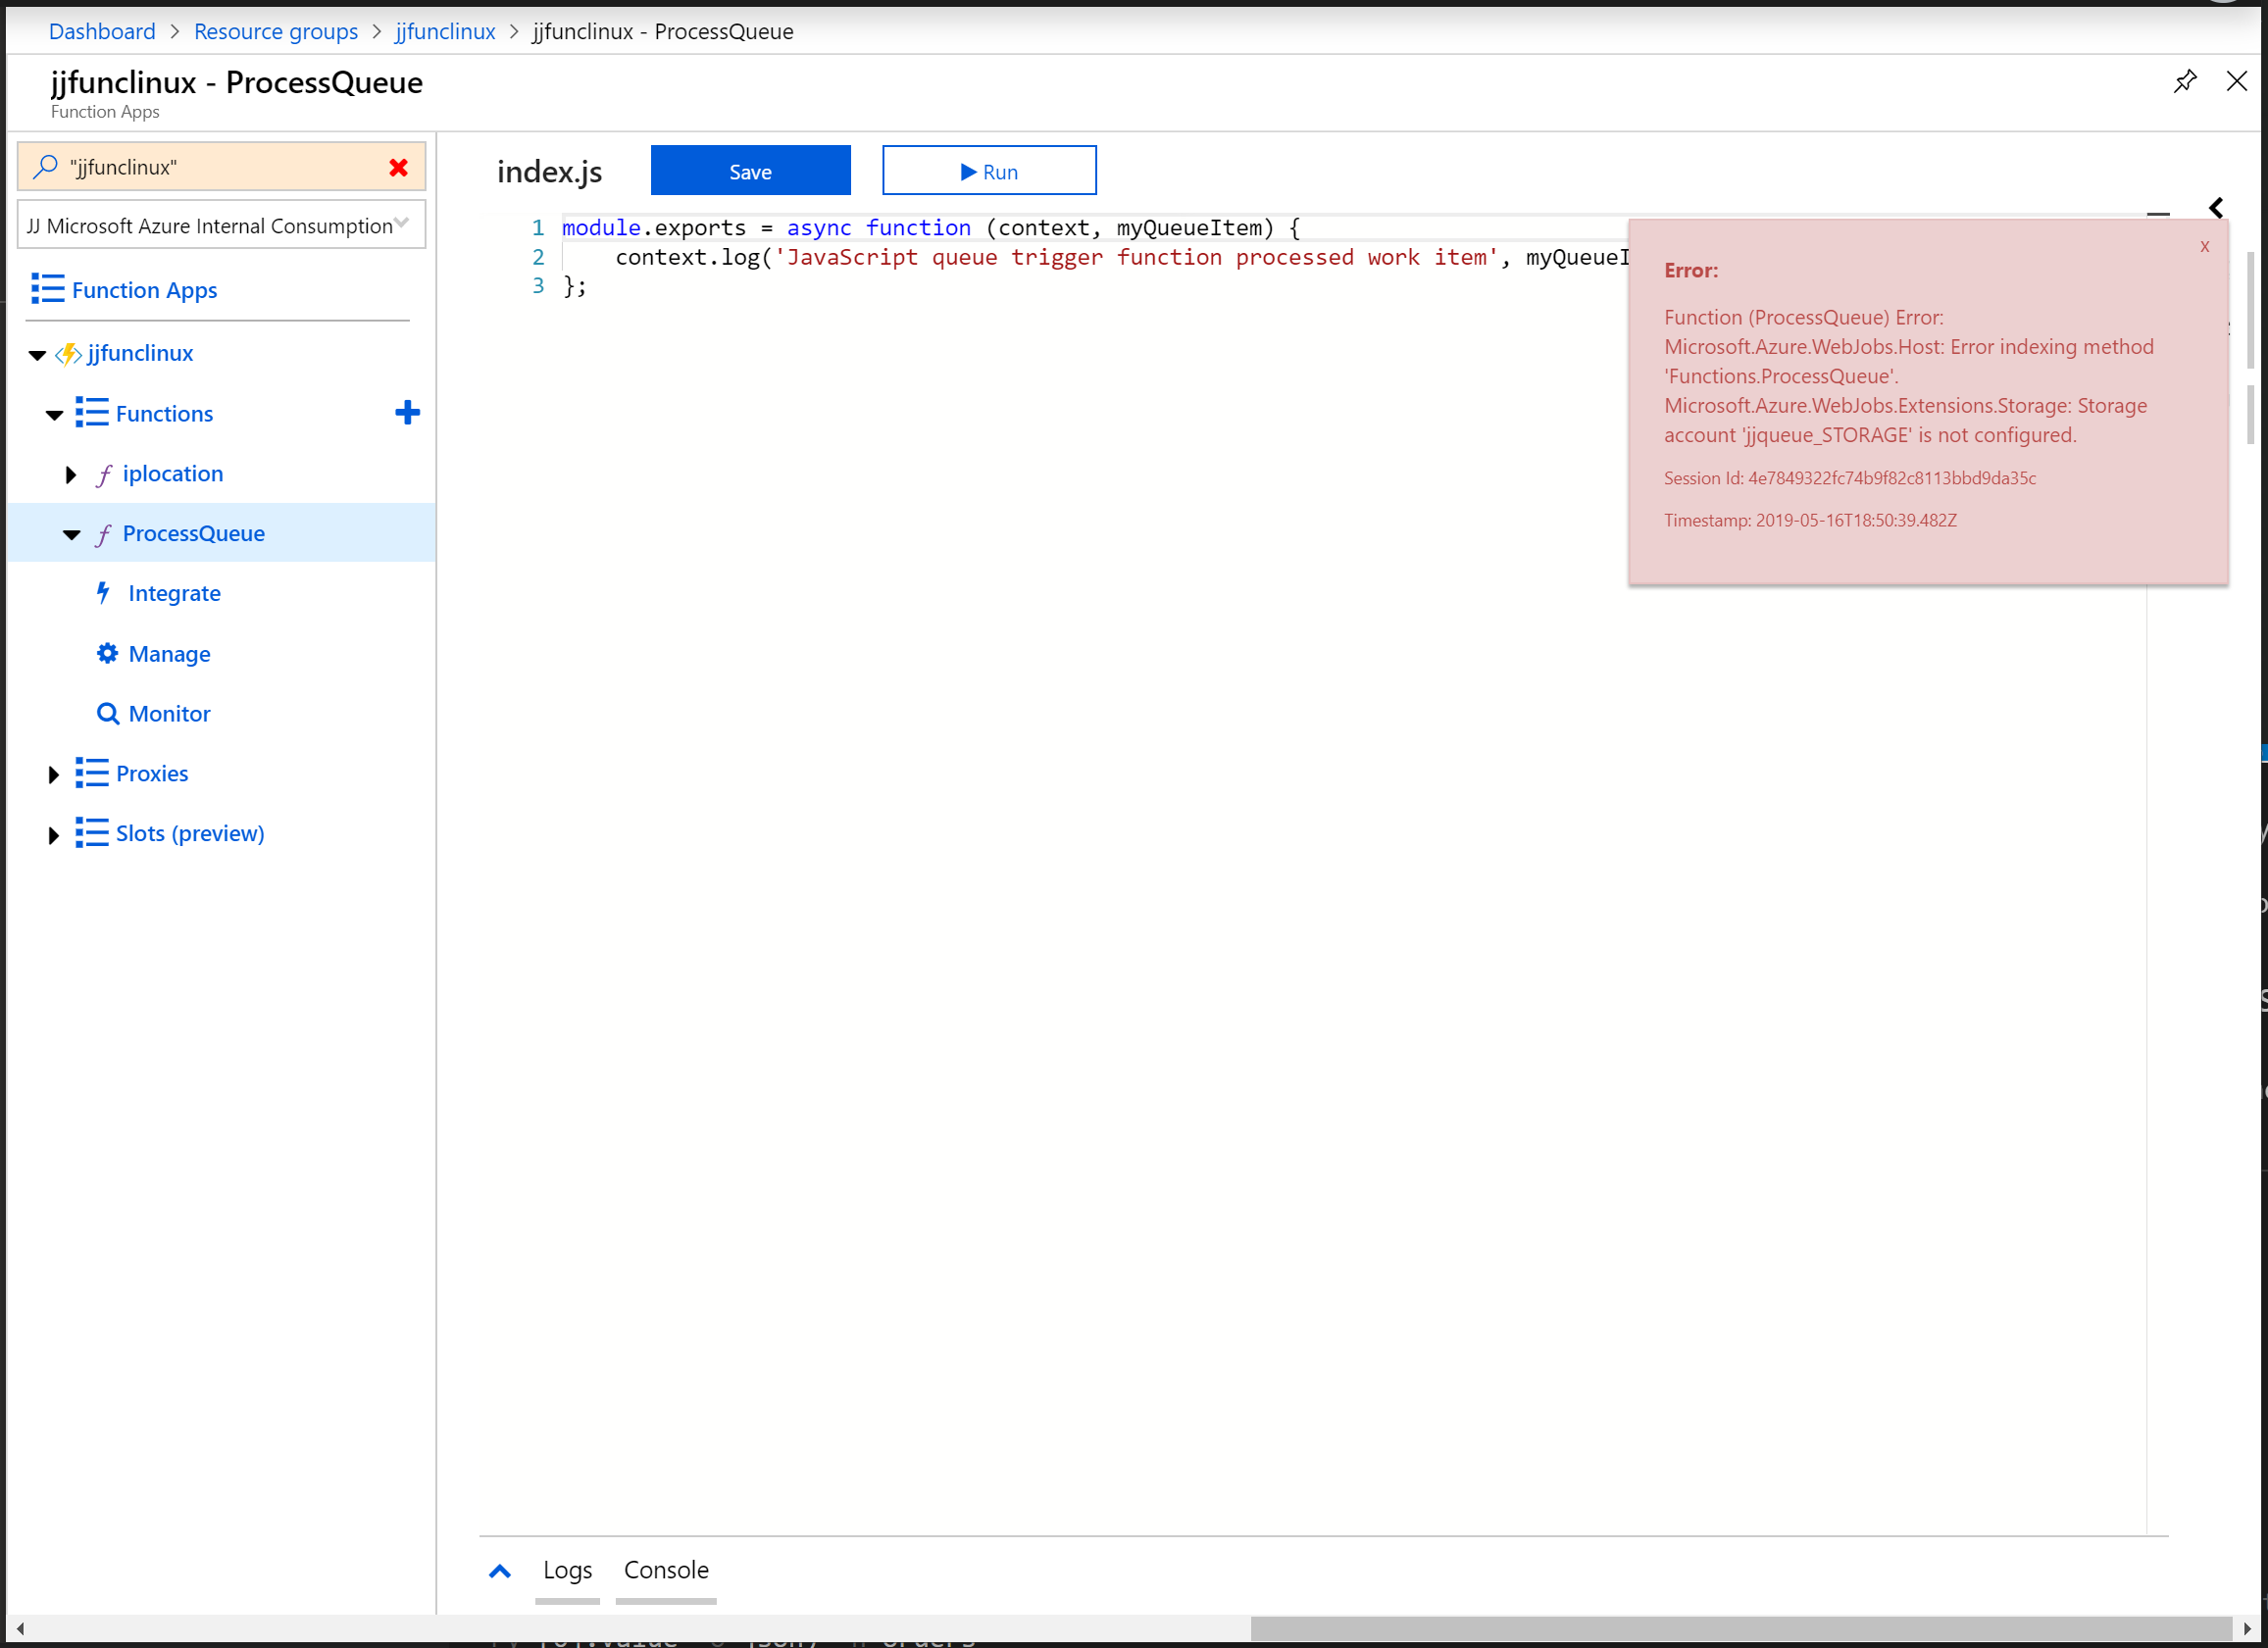 Dashboard > Resource groups > jjfunclinux > jjfunclinux - ProcessQueue
jjfunclinux - ProcessQueue
Function Apps
"jjfunclinux"
JJ Microsoft Azure Internal Consumption
Function Apps
jjfunclinux
Functions
iplocation
ProcessQueue
Integrate
Manage
Monitor
Proxies
Slots (preview)
index.js
Save
Run
1 module.exports = async function (context, myQueueItem) {
2 context.log('JavaScript queue trigger function processed work item', myQueueI
3 };
x
Error:
Function (ProcessQueue) Error:
Microsoft.Azure.WebJobs.Host: Error indexing method
'Functions.ProcessQueue'.
Microsoft.Azure.WebJobs.Extensions.Storage: Storage
account 'jjqueue_STORAGE' is not configured.
Session Id: 4e7849322fc74b9f82c8113bbd9da35c
Timestamp: 2019-05-16T18:50:39.482Z
Logs
Console